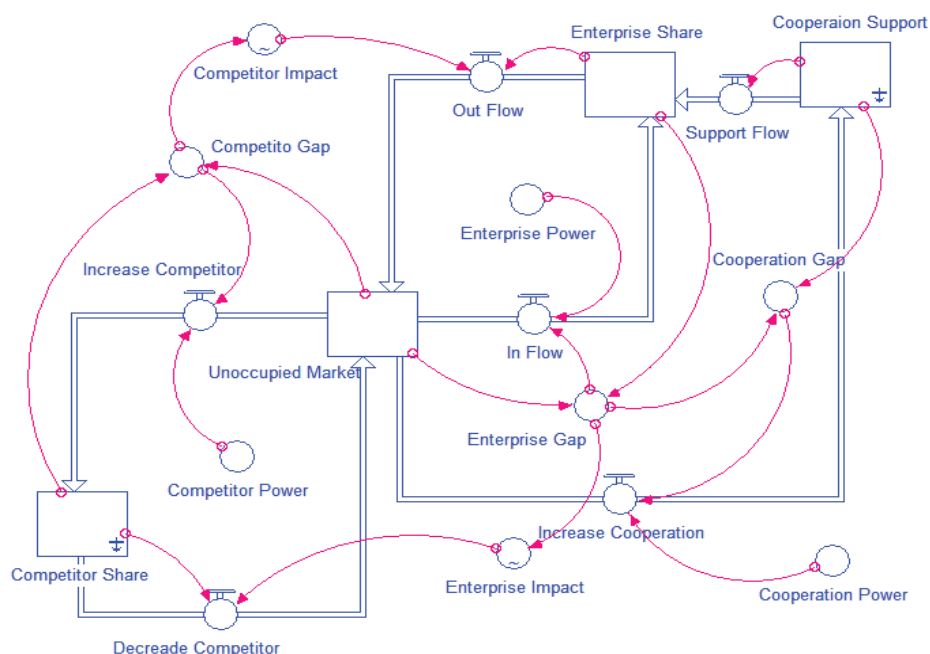 Enterprise Share
Cooperaion Support
Competitor Impact
Out Flow
Support Flow
Competito Gap
Enterprise Power
Cooperation Gap
Increase Competitor
In Flow
Unoccupied Market
Enterprise Gap
Competitor Power
Increase Cooperation
Competitor Share
Enterprise Impact
Cooperation Power
Decreade Competitor